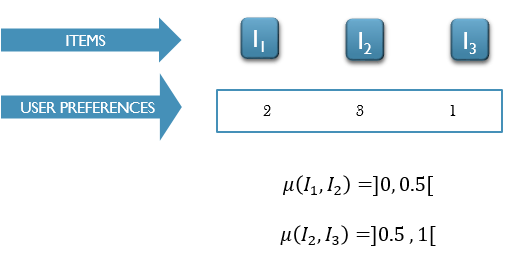 ITEMS I₁ I₂ I₃
USER PREFERENCES 2 3 1
μ(I₁, I₂) =]0, 0.5[
μ(I₂, I₃) =]0.5 , 1[